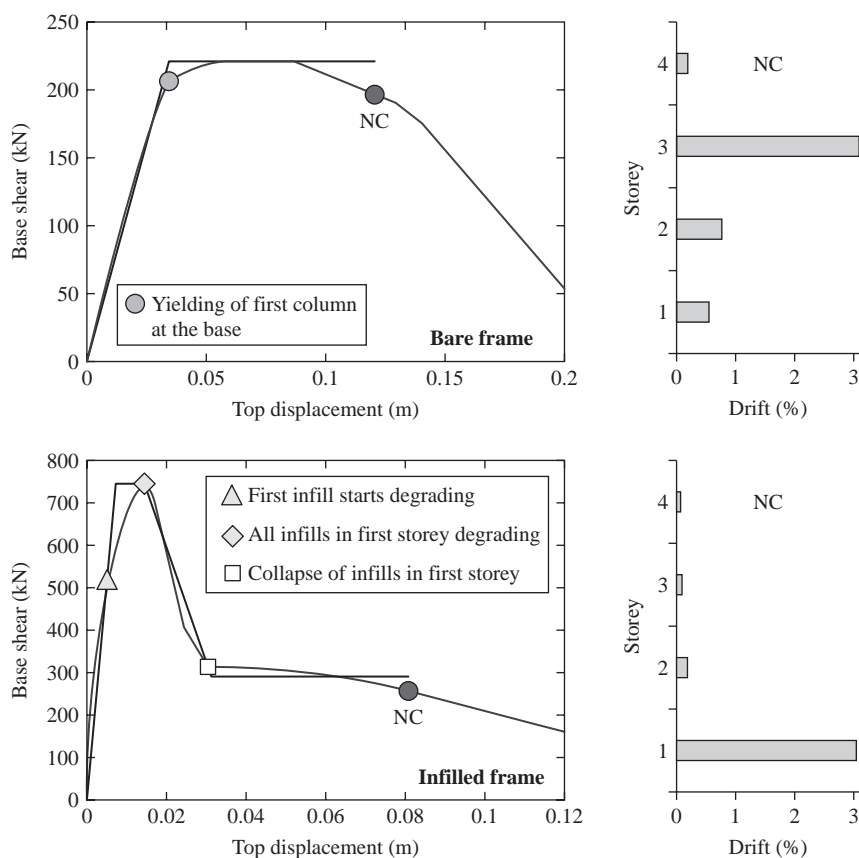 250
200
150
100
50
0
Base shear (kN)
NC
Yielding of first column
at the base
Bare frame
0
0.05
0.1
0.15
0.2
Top displacement (m)
4
3
2
1
Storey
NC
0
1
2
3
Drift (%)
800
700
600
500
400
300
200
100
0
Base shear (kN)
First infill starts degrading
All infills in first storey degrading
Collapse of infills in first storey
NC
Infilled frame
0
0.02
0.04
0.06
0.08
0.1
0.12
Top displacement (m)
4
3
2
1
Storey
NC
0
1
2
3
Drift (%)